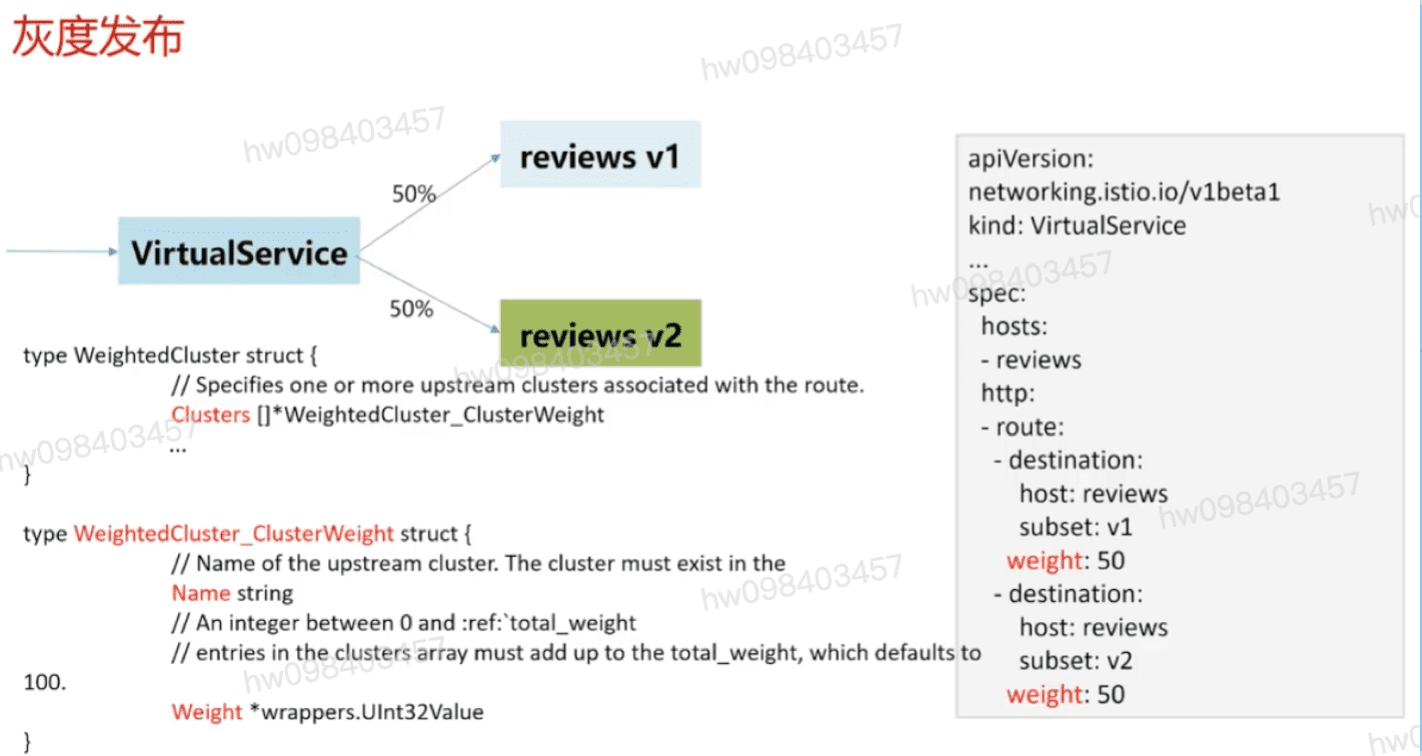 灰度发布
hw098403457
hw098403457
reviews v1
50%
VirtualService
50%
reviews v2
hw098403457
type WeightedCluster struct {
// Specifies one or more upstream clusters associated with the route.
Clusters []*WeightedCluster_ClusterWeight
...
}
hw098403457
type WeightedCluster_ClusterWeight struct {
// Name of the upstream cluster. The cluster must exist in the
Name string
// An integer between 0 and :ref:`total_weight
// entries in the clusters array must add up to the total_weight, which defaults to
100.
Weight *wrappers.UInt32Value
}
hw098403457
hw098403457
apiVersion:
networking.istio.io/v1beta1
kind: VirtualService
...
spec:
hosts:
- reviews
http:
- route:
- destination:
host: reviews
subset: v1
weight: 50
- destination:
host: reviews
subset: v2
weight: 50
hw098403457
hw098403457